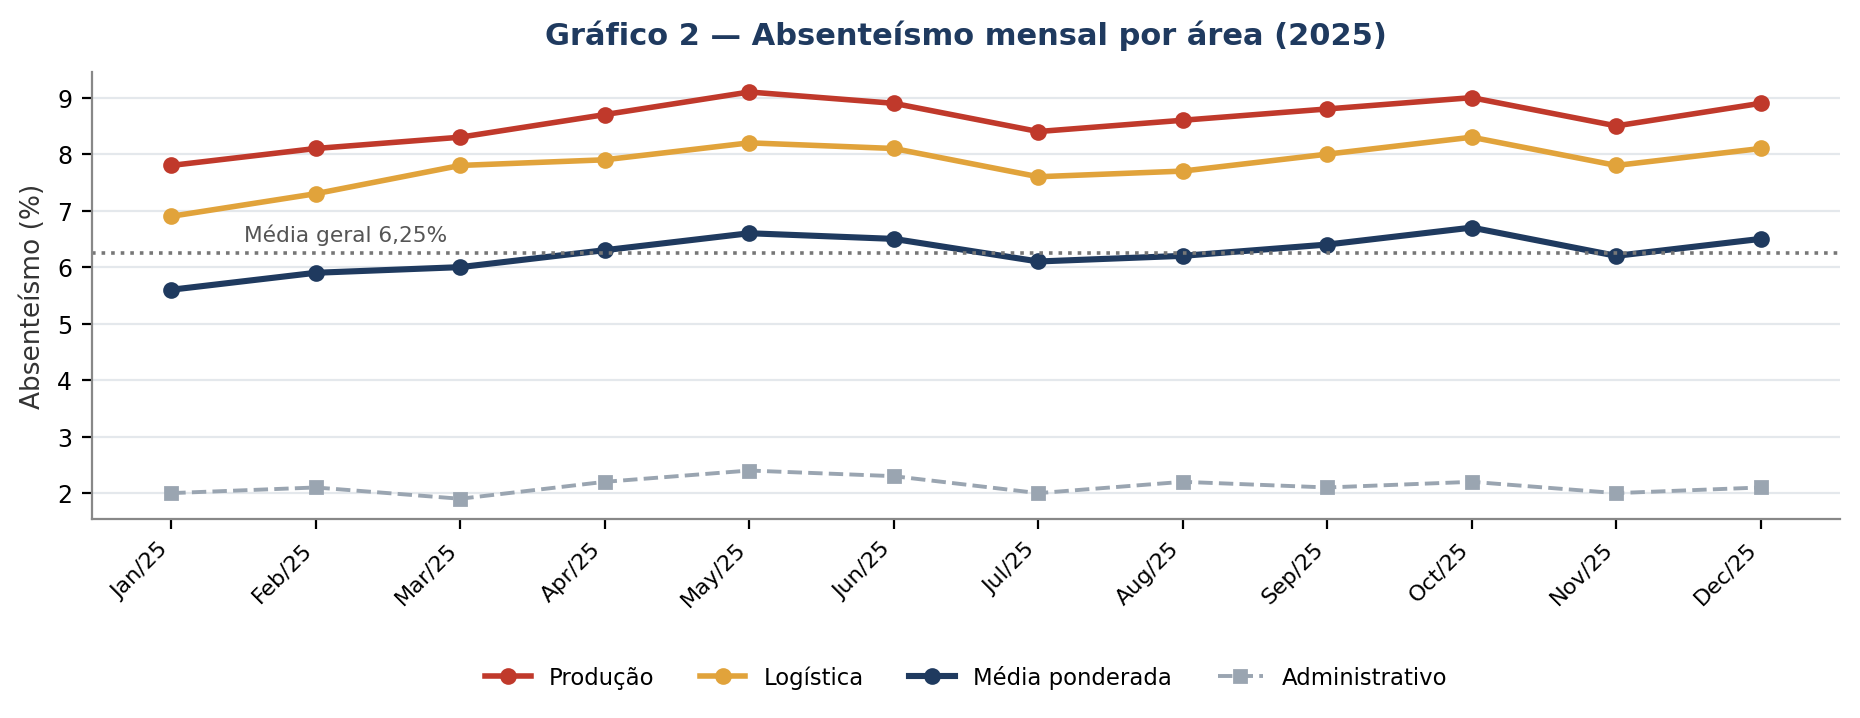 Gráfico 2 — Absenteísmo mensal por área (2025)
Absenteísmo (%)
9
8
7
6
5
4
3
2
Média geral 6,25%
Jan/25
Feb/25
Mar/25
Apr/25
May/25
Jun/25
Jul/25
Aug/25
Sep/25
Oct/25
Nov/25
Dec/25
Produção
Logística
Média ponderada
Administrativo